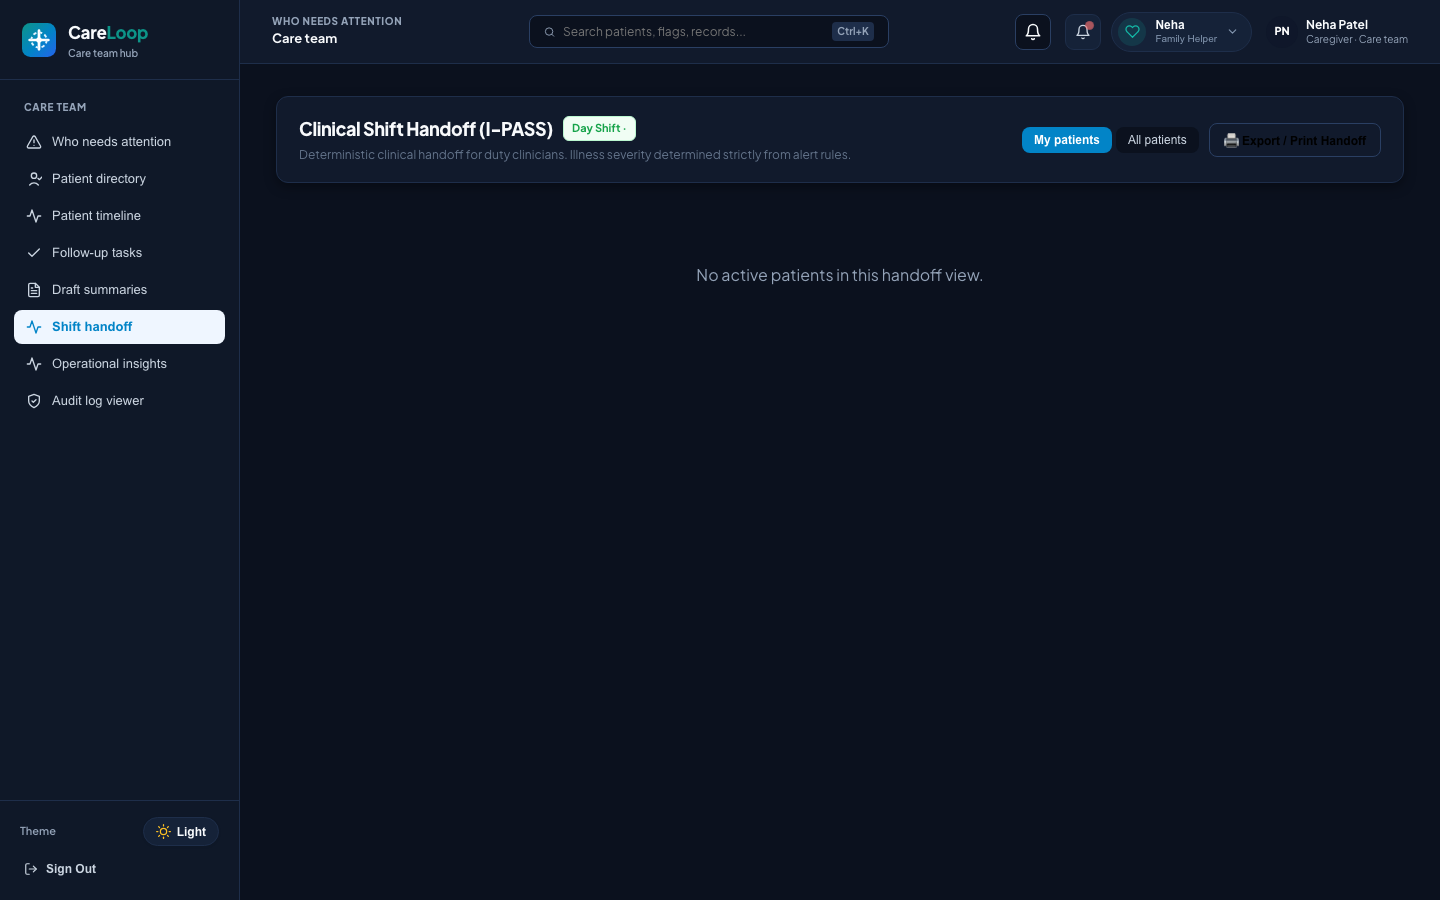 CareLoop
Care team hub
CARE TEAM
Who needs attention
Patient directory
Patient timeline
Follow-up tasks
Draft summaries
Shift handoff
Operational insights
Audit log viewer
Theme
Light
Sign Out
WHO NEEDS ATTENTION
Care team
Search patients, flags, records...
Ctrl+K
Neha
Family Helper
PN
Neha Patel
Caregiver · Care team
Clinical Shift Handoff (I-PASS)
Day Shift ·
Deterministic clinical handoff for duty clinicians. Illness severity determined strictly from alert rules.
My patients
All patients
Export / Print Handoff
No active patients in this handoff view.